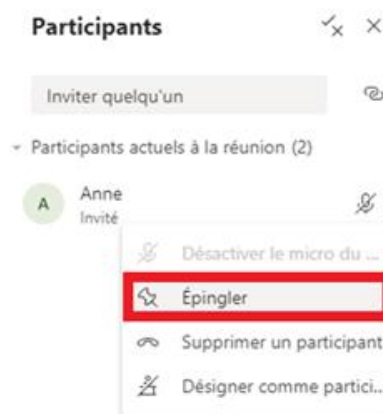 Participants
Inviter quelqu'un
Participants actuels à la réunion (2)
A
Anne
Invité
Désactiver le micro du ...
Épingler
Supprimer un participant
Désigner comme partici...